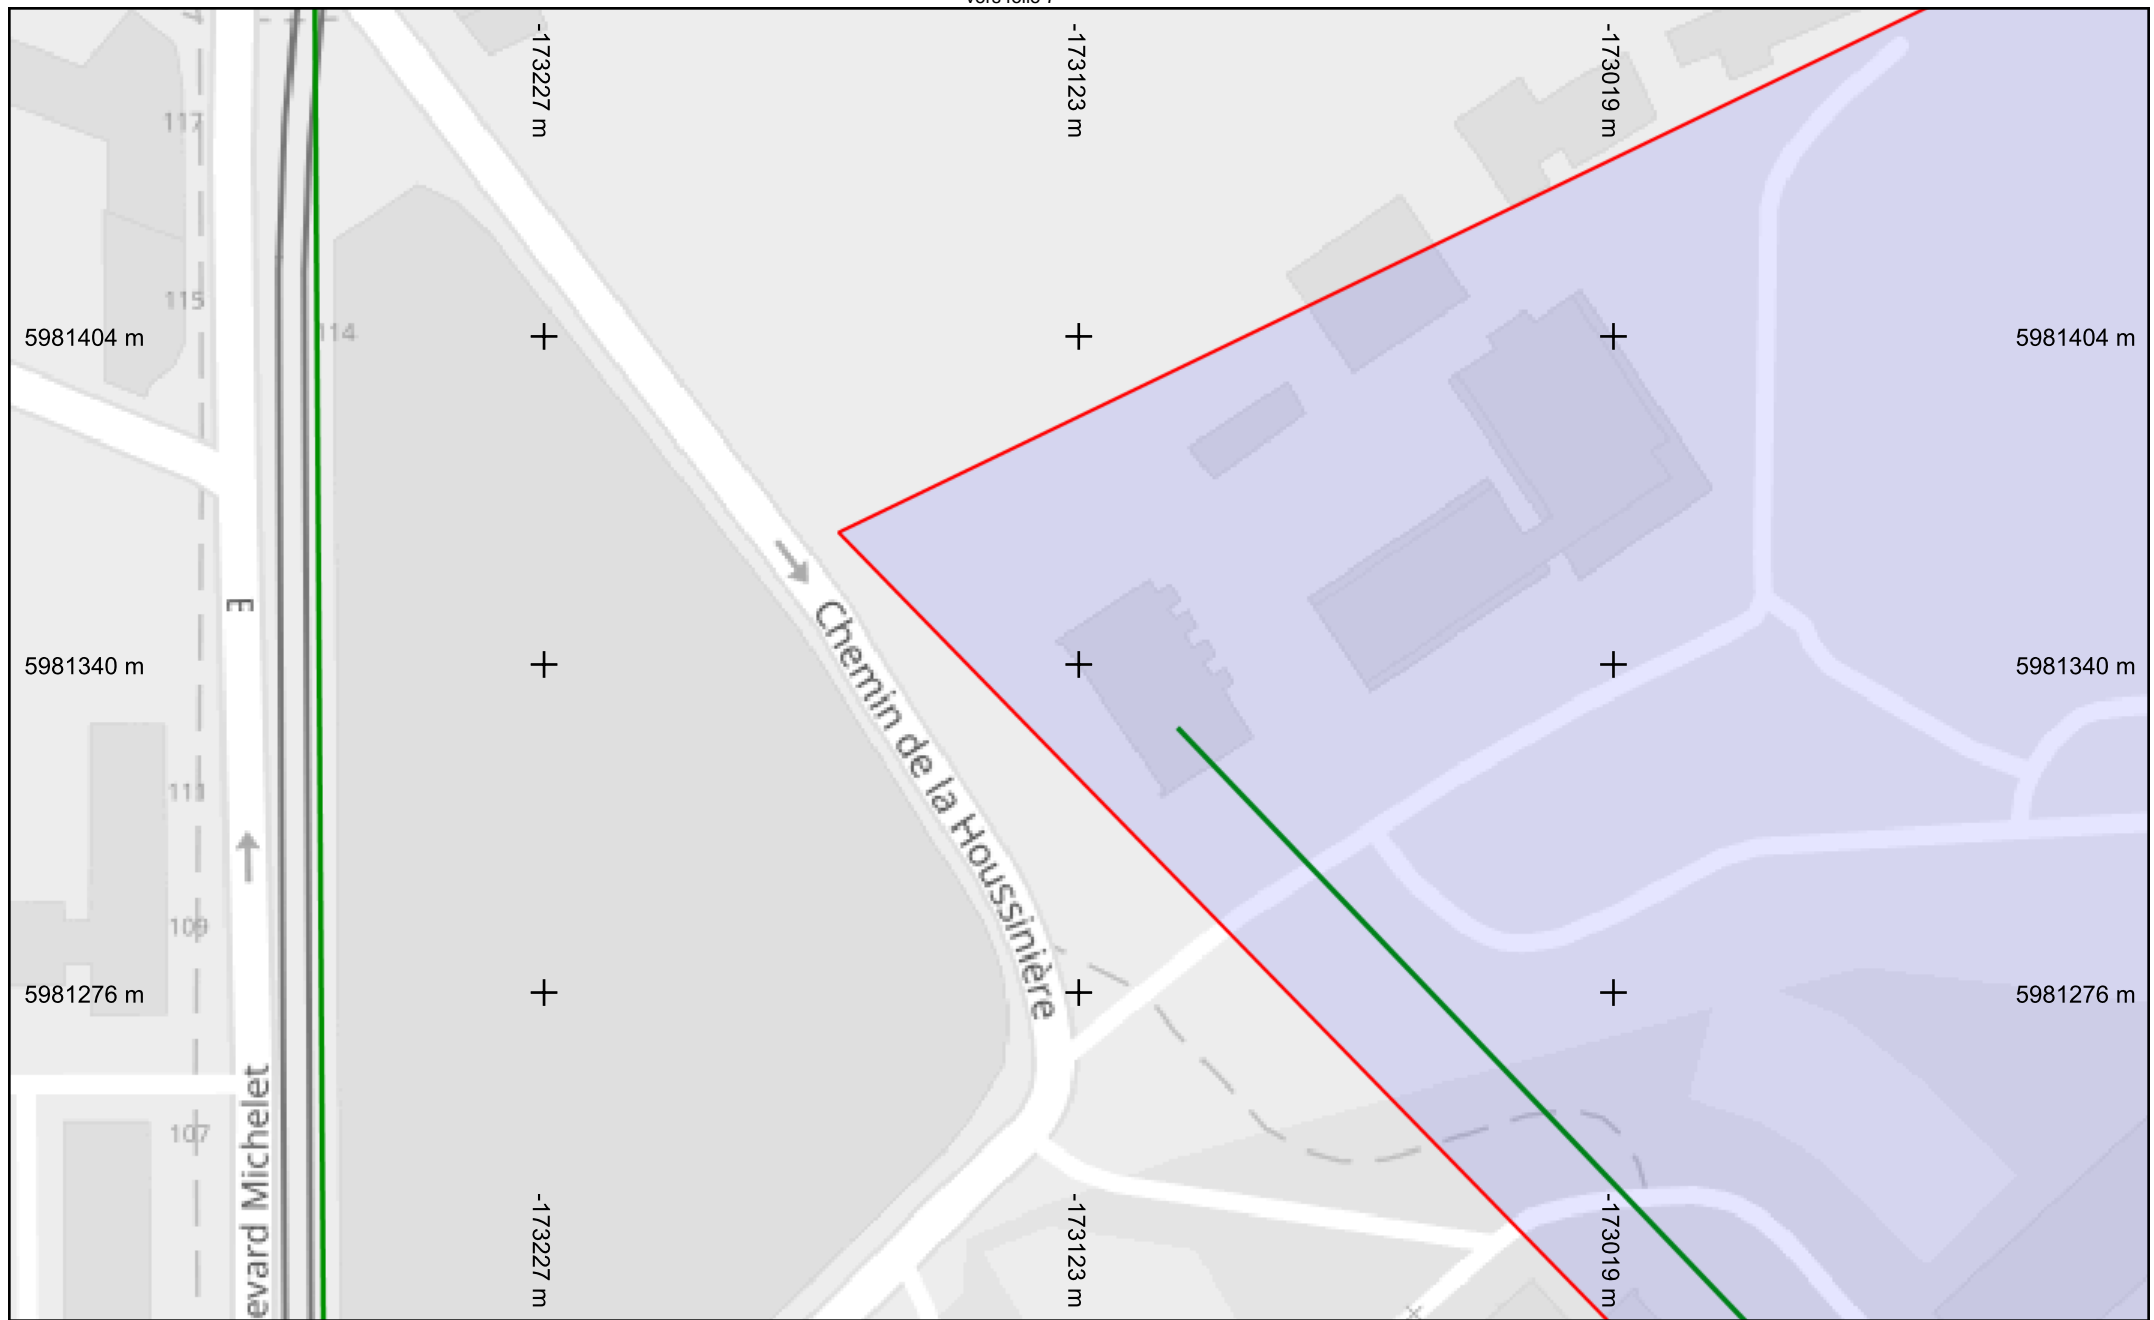 -173227 m
-173123 m
-173019 m
117
115
114
5981404 m
5981404 m
E
Chemin de la Houssinière
5981340 m
5981340 m
111
109
5981276 m
5981276 m
107
evard Michelet
-173227 m
-173123 m
-173019 m